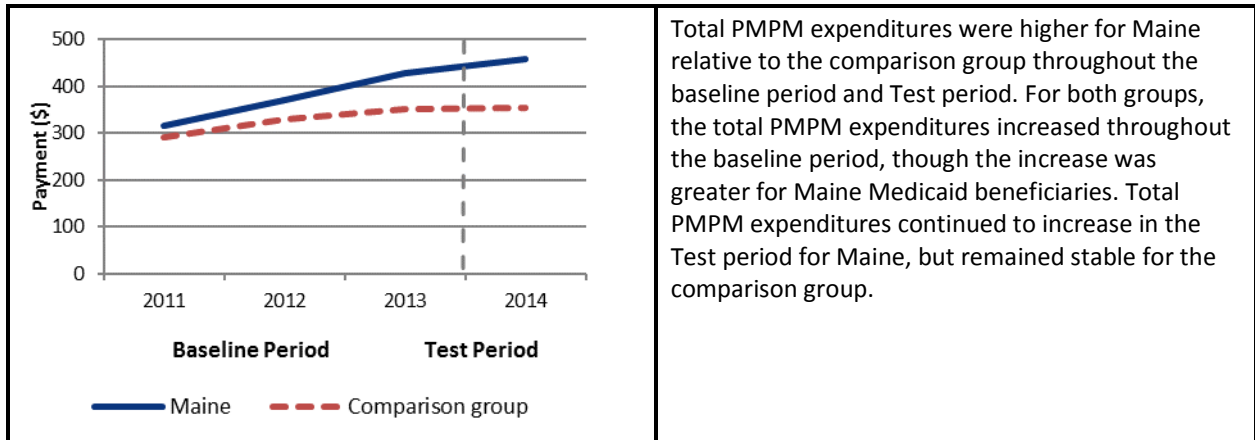 500
400
300
200
100
0
Payment ($)
2011 2012 2013 2014
Baseline Period Test Period
Maine Comparison group
Total PMPM expenditures were higher for Maine
relative to the comparison group throughout the
baseline period and Test period. For both groups,
the total PMPM expenditures increased throughout
the baseline period, though the increase was
greater for Maine Medicaid beneficiaries. Total
PMPM expenditures continued to increase in the
Test period for Maine, but remained stable for the
comparison group.